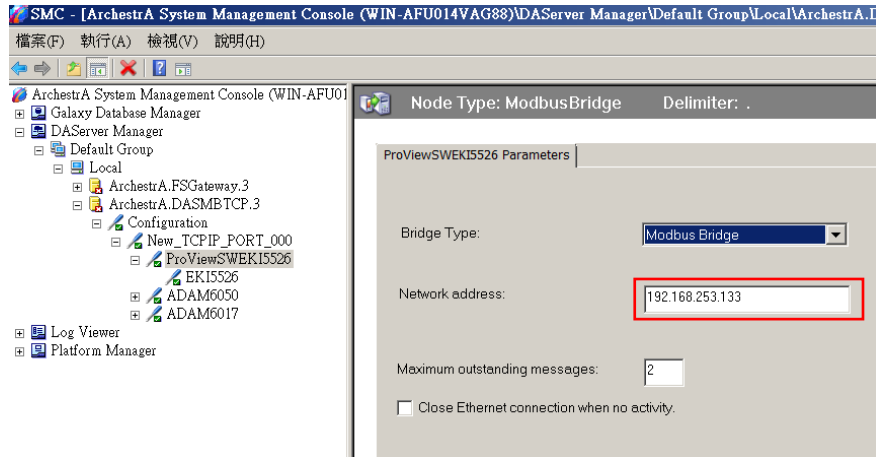 SMC - [ArchestrA System Management Console (WIN-AFU014VAG88)\DAServer Manager\Default Group\Local\ArchestrA.D
檔案(F) 執行(A) 檢視(V) 說明(H)
ArchestrA System Management Console (WIN-AFU01
Galaxy Database Manager
DAServer Manager
Default Group
Local
ArchestrA.FSGateway.3
ArchestrA.DASMBTCP.3
Configuration
New_TCPIP_PORT_000
ProViewSWEKI5526
EKI5526
ADAM6050
ADAM6017
Log Viewer
Platform Manager
Node Type: ModbusBridge Delimiter: .
ProViewSWEKI5526 Parameters
Bridge Type: Modbus Bridge
Network address: 192.168.253.133
Maximum outstanding messages: 2
Close Ethernet connection when no activity.